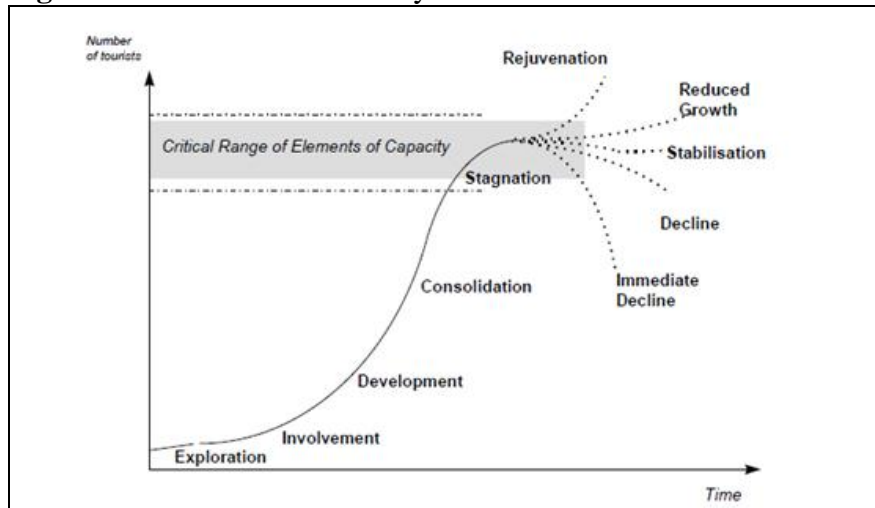 Number
of tourists
Rejuvenation
Reduced
Growth
Critical Range of Elements of Capacity
Stabilisation
Stagnation
Decline
Consolidation
Immediate
Decline
Development
Involvement
Exploration
Time